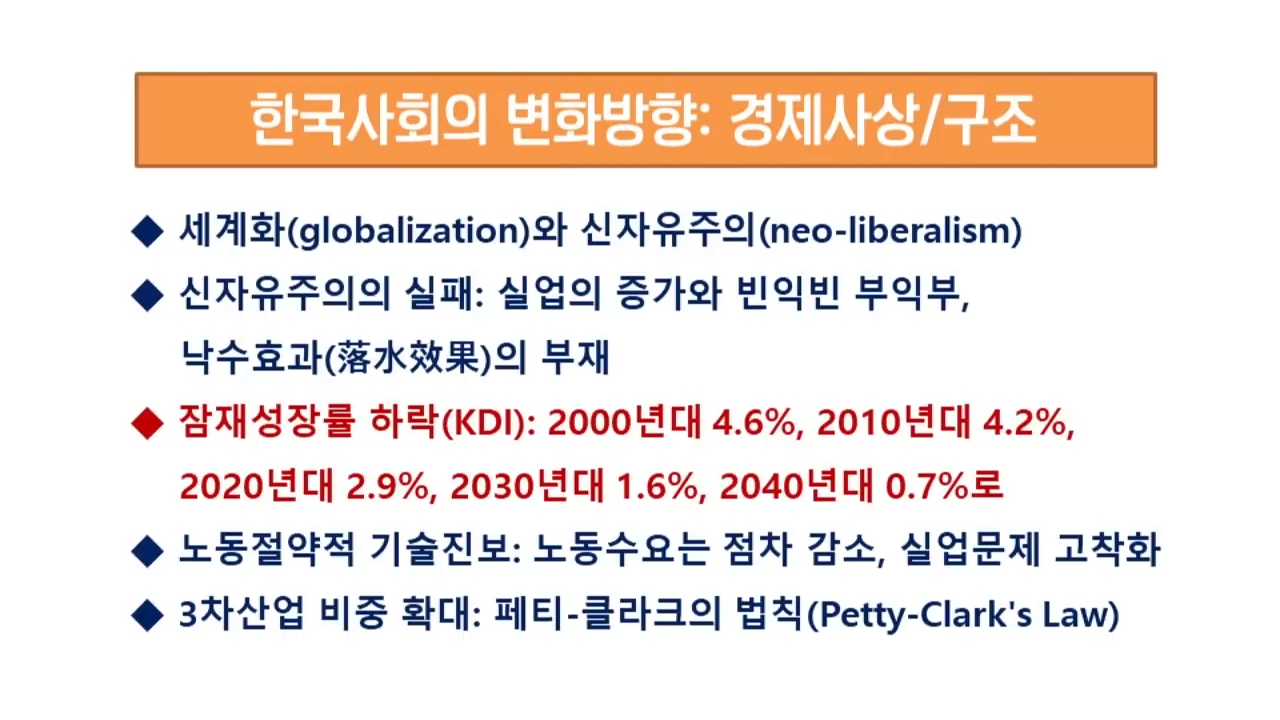 한국사회의 변화방향: 경제사상/구조
◆ 세계화(globalization)와 신자유주의(neo-liberalism)
◆ 신자유주의의 실패: 실업의 증가와 빈익빈 부익부,
낙수효과(落水效果)의 부재
◆ 잠재성장률 하락(KDI): 2000년대 4.6%, 2010년대 4.2%,
2020년대 2.9%, 2030년대 1.6%, 2040년대 0.7%로
◆ 노동절약적 기술진보: 노동수요는 점차 감소, 실업문제 고착화
◆ 3차산업 비중 확대: 페티-클라크의 법칙(Petty-Clark's Law)